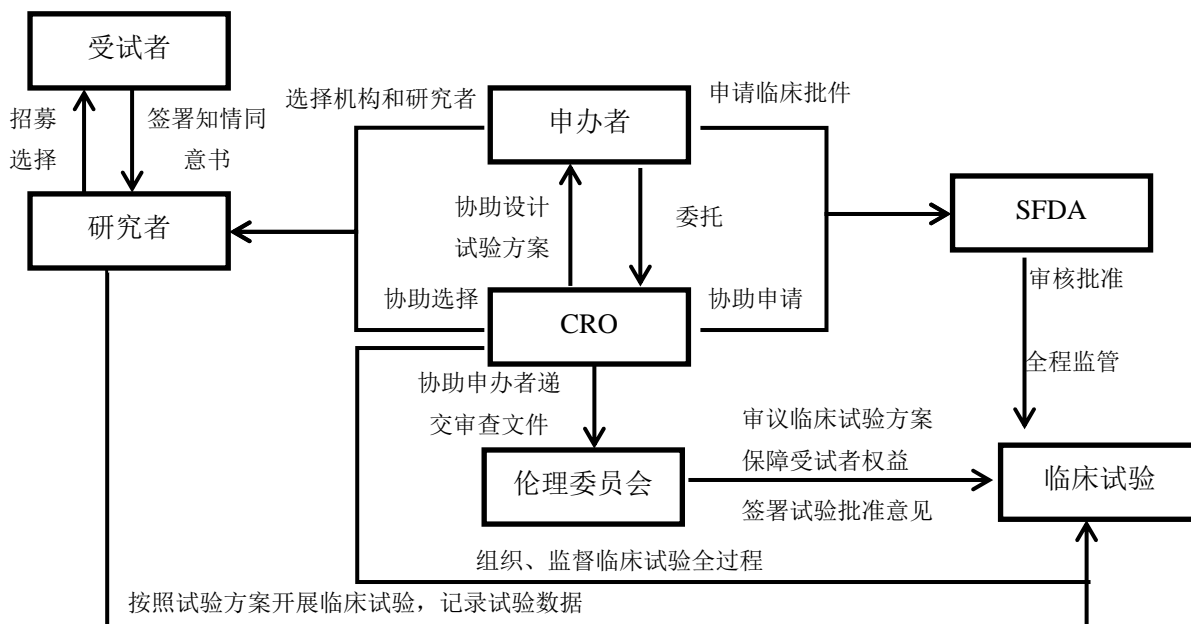 受试者
招募
选择
签署知情同
意书
研究者
选择机构和研究者
申办者
申请临床批件
协助设计
试验方案
委托
SFDA
协助选择
CRO
协助申请
审核批准
全程监管
协助申办者递
交审查文件
伦理委员会
审议临床试验方案
保障受试者权益
签署试验批准意见
临床试验
组织、监督临床试验全过程
按照试验方案开展临床试验，记录试验数据